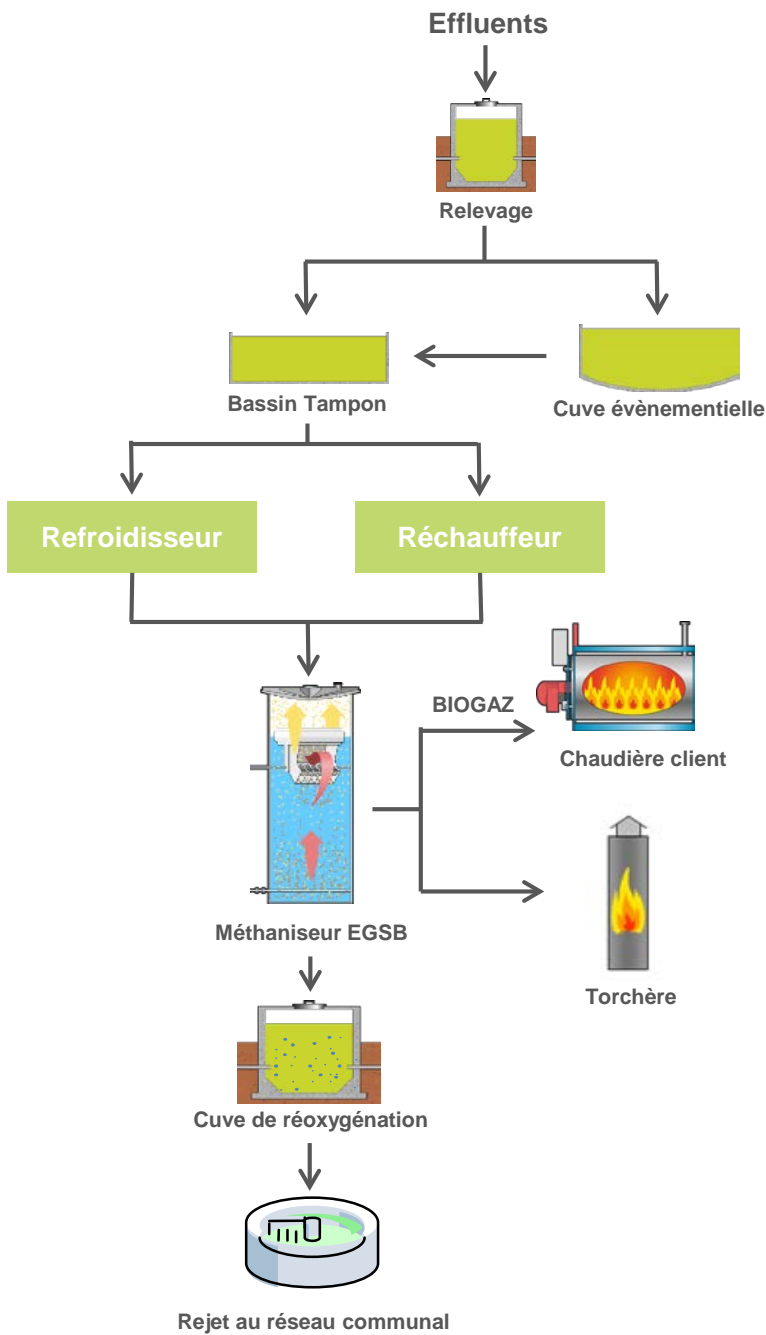 Effluents
Relevage
Bassin Tampon
Cuve évènementielle
Refroidisseur
Réchauffeur
BIOGAZ
Chaudière client
Méthaniseur EGSB
Torchère
Cuve de réoxygénation
Rejet au réseau communal